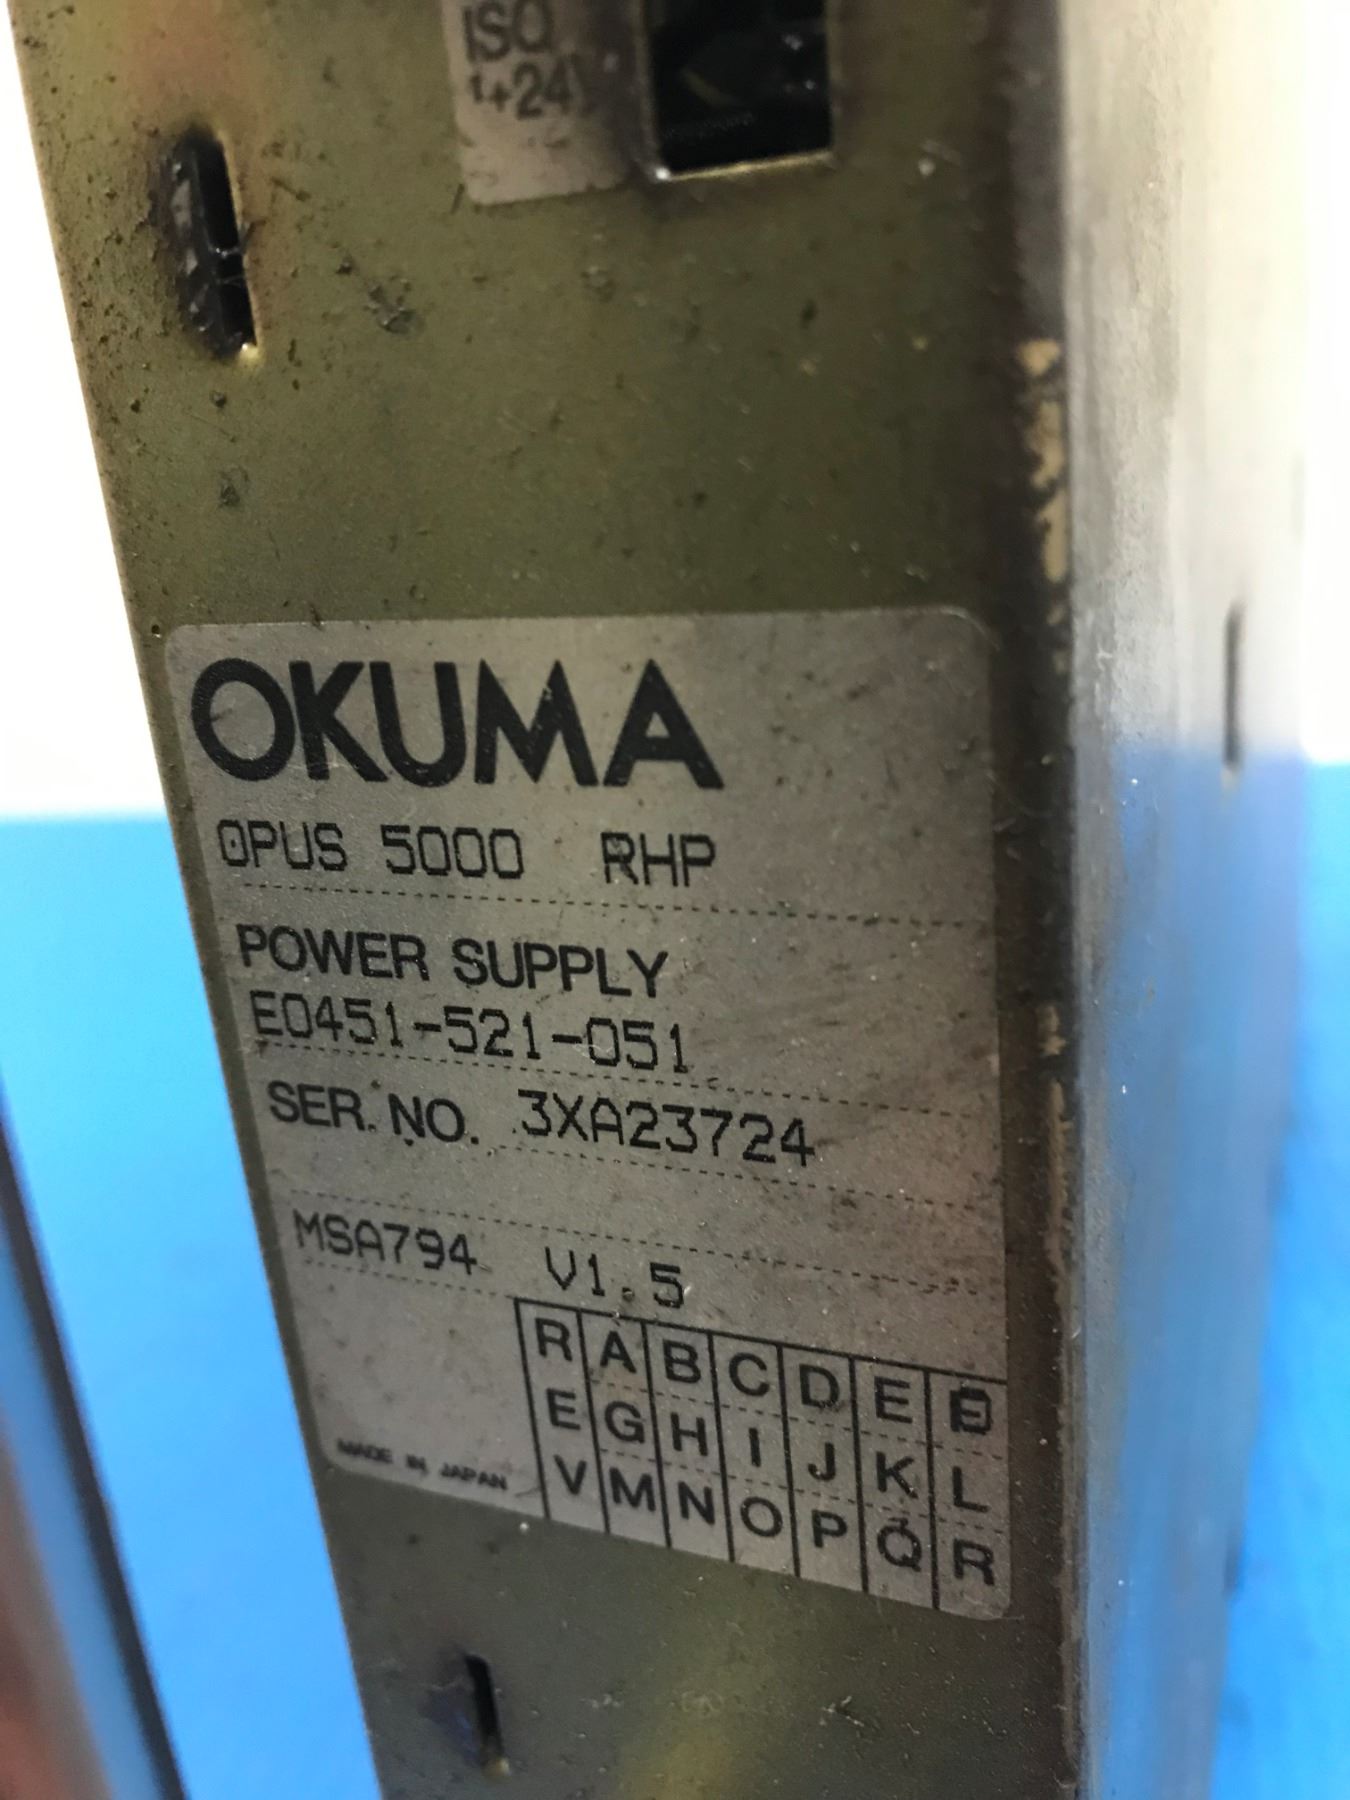 ISO
+24V
OKUMA
OPUS 5000 RHP
POWER SUPPLY
E0451-521-051
SER. NO. 3XA23724
MSA794 V1.5
R A B C D E F
E G H I J K L
V M N O P Q R
MADE IN JAPAN